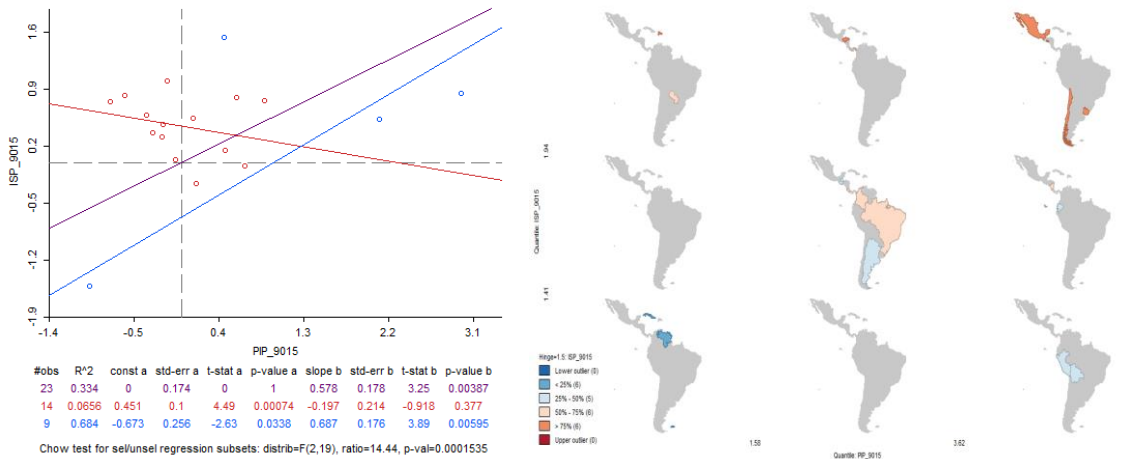 1.6
0.9
0.2
-0.5
-1.2
-1.9
ISP_9015
-1.4 -0.5 0.4 1.3 2.2 3.1
PIP_9015
#obs R^2 const a std-err a t-stat a p-value a slope b std-err b t-stat b p-value b
23 0.334 0 0.174 0 1 0.578 0.178 3.25 0.00387
14 0.0656 0.451 0.1 4.49 0.00074 -0.197 0.214 -0.918 0.377
9 0.684 -0.673 0.256 -2.63 0.0338 0.687 0.176 3.89 0.00595
Chow test for sel/unsel regression subsets: distrib=F(2,19), ratio=14.44, p-val=0.0001535
1.94
Quantile: ISP_9015
1.41
Hinge=1.5: ISP_9015
Lower outlier (0)
< 25% (6)
25% - 50% (5)
50% - 75% (6)
> 75% (6)
Upper outlier (0)
1.58 3.62
Quantile: PIP_9015